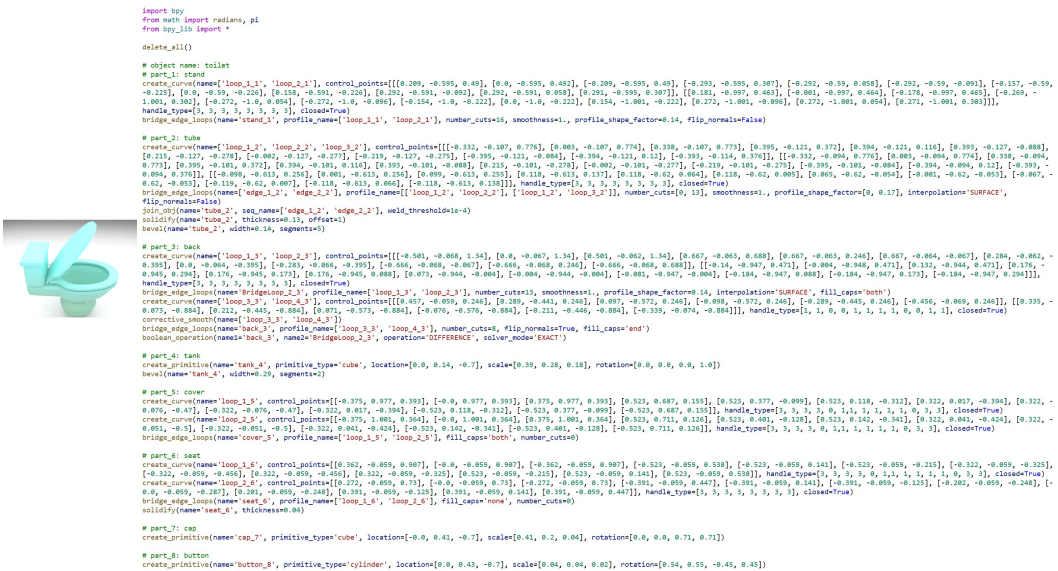 import bpy
from math import radians, pi
from bpy_lib import *
delete_all()
# object name: toilet
# part_1: stand
create_curve(name=['loop_1_1', 'loop_2_1'], control_points=[[[0.209, -0.595, 0.49], [0.0, -0.595, 0.492], [-0.209, -0.595, 0.49], [-0.293, -0.595, 0.307], [-0.292, -0.59, 0.058], [-0.292, -0.59, -0.091], [-0.157, -0.59,
-0.225], [0.0, -0.59, -0.226], [0.158, -0.591, -0.226], [0.292, -0.591, -0.092], [0.292, -0.591, 0.058], [0.291, -0.595, 0.307]], [[0.181, -0.997, 0.463], [-0.001, -0.997, 0.464], [-0.178, -0.997, 0.465], [-0.269, -
1.001, 0.302], [-0.272, -1.0, 0.054], [-0.272, -1.0, -0.096], [-0.154, -1.0, -0.222], [0.0, -1.0, -0.222], [0.154, -1.001, -0.222], [0.272, -1.001, -0.096], [0.272, -1.001, 0.054], [0.271, -1.001, 0.303]]],
handle_type=[3, 3, 3, 3, 3, 3, 3, 3], closed=True)
bridge_edge_loops(name='stand_1', profile_name=['loop_1_1', 'loop_2_1'], number_cuts=16, smoothness=1., profile_shape_factor=0.14, flip_normals=False)
# part_2: tube
create_curve(name=['loop_1_2', 'loop_2_2', 'loop_3_2'], control_points=[[[-0.332, -0.107, 0.776], [0.003, -0.107, 0.774], [0.338, -0.107, 0.773], [0.395, -0.121, 0.372], [0.394, -0.121, 0.116], [0.393, -0.127, -0.088],
[0.215, -0.127, -0.278], [-0.002, -0.127, -0.277], [-0.219, -0.127, -0.275], [-0.395, -0.121, -0.084], [-0.394, -0.121, 0.12], [-0.393, -0.114, 0.376]], [[-0.332, -0.094, 0.776], [0.003, -0.094, 0.774], [0.338, -0.094,
0.773], [0.395, -0.101, 0.372], [0.394, -0.101, 0.116], [0.393, -0.101, -0.088], [0.215, -0.101, -0.278], [-0.002, -0.101, -0.277], [-0.219, -0.101, -0.275], [-0.395, -0.101, -0.084], [-0.394, -0.094, 0.12], [-0.393, -
0.094, 0.376]], [[-0.098, -0.613, 0.256], [0.001, -0.613, 0.256], [0.099, -0.613, 0.255], [0.118, -0.613, 0.137], [0.118, -0.62, 0.064], [0.118, -0.62, 0.005], [0.065, -0.62, -0.054], [-0.001, -0.62, -0.053], [-0.067, -
0.62, -0.053], [-0.119, -0.62, 0.007], [-0.118, -0.613, 0.066], [-0.118, -0.613, 0.138]]], handle_type=[3, 3, 3, 3, 3, 3, 3, 3], closed=True)
bridge_edge_loops(name=['edge_1_2', 'edge_2_2'], profile_name=[['loop_1_2', 'loop_2_2'], ['loop_1_2', 'loop_3_2']], number_cuts=[0, 13], smoothness=1., profile_shape_factor=[0, 0.17], interpolation='SURFACE',
flip_normals=False)
join_obj(name='tube_2', seq_name=['edge_1_2', 'edge_2_2'], weld_threshold=1e-4)
solidify(name='tube_2', thickness=0.13, offset=1)
bevel(name='tube_2', width=0.14, segments=5)
# part_3: back
create_curve(name=['loop_1_3', 'loop_2_3'], control_points=[[[-0.501, -0.068, 1.34], [0.0, -0.067, 1.34], [0.501, -0.062, 1.34], [0.667, -0.063, 0.688], [0.667, -0.063, 0.246], [0.667, -0.064, -0.067], [0.284, -0.062, -
0.395], [0.0, -0.064, -0.395], [-0.283, -0.066, -0.395], [-0.666, -0.068, -0.067], [-0.666, -0.068, 0.246], [-0.666, -0.068, 0.688]], [[-0.14, -0.947, 0.471], [-0.004, -0.948, 0.471], [0.132, -0.944, 0.471], [0.176, -
0.945, 0.294], [0.176, -0.945, 0.173], [0.176, -0.945, 0.088], [0.073, -0.944, -0.004], [-0.004, -0.944, -0.004], [-0.081, -0.947, -0.004], [-0.184, -0.947, 0.088], [-0.184, -0.947, 0.173], [-0.184, -0.947, 0.294]]],
handle_type=[3, 3, 3, 3, 3, 3, 3, 3], closed=True)
bridge_edge_loops(name='BridgeLoop_2_3', profile_name=['loop_1_3', 'loop_2_3'], number_cuts=13, smoothness=1., profile_shape_factor=0.14, interpolation='SURFACE', fill_caps='both')
create_curve(name=['loop_3_3', 'loop_4_3'], control_points=[[[0.457, -0.059, 0.246], [0.289, -0.441, 0.246], [0.097, -0.572, 0.246], [-0.098, -0.572, 0.246], [-0.289, -0.445, 0.246], [-0.456, -0.069, 0.246]], [[0.335, -
0.073, -0.884], [0.212, -0.445, -0.884], [0.071, -0.573, -0.884], [-0.076, -0.576, -0.884], [-0.211, -0.446, -0.884], [-0.339, -0.074, -0.884]]], handle_type=[1, 1, 0, 0, 1, 1, 1, 1, 0, 0, 1, 1], closed=True)
corrective_smooth(name=['loop_3_3', 'loop_4_3'])
bridge_edge_loops(name='back_3', profile_name=['loop_3_3', 'loop_4_3'], number_cuts=8, flip_normals=True, fill_caps='end')
boolean_operation(name1='back_3', name2='BridgeLoop_2_3', operation='DIFFERENCE', solver_mode='EXACT')
# part_4: tank
create_primitive(name='tank_4', primitive_type='cube', location=[0.0, 0.14, -0.7], scale=[0.39, 0.28, 0.18], rotation=[0.0, 0.0, 0.0, 1.0])
bevel(name='tank_4', width=0.29, segments=2)
# part_5: cover
create_curve(name='loop_1_5', control_points=[[-0.375, 0.977, 0.393], [-0.0, 0.977, 0.393], [0.375, 0.977, 0.393], [0.523, 0.687, 0.155], [0.523, 0.377, -0.099], [0.523, 0.118, -0.312], [0.322, 0.017, -0.394], [0.322, -
0.076, -0.47], [-0.322, -0.076, -0.47], [-0.322, 0.017, -0.394], [-0.523, 0.118, -0.312], [-0.523, 0.377, -0.099], [-0.523, 0.687, 0.155]], handle_type=[3, 3, 3, 3, 0, 1,1, 1, 1, 1, 1, 0, 3, 3], closed=True)
create_curve(name='loop_2_5', control_points=[[-0.375, 1.001, 0.364], [-0.0, 1.001, 0.364], [0.375, 1.001, 0.364], [0.523, 0.711, 0.126], [0.523, 0.401, -0.128], [0.523, 0.142, -0.341], [0.322, 0.041, -0.424], [0.322, -
0.051, -0.5], [-0.322, -0.051, -0.5], [-0.322, 0.041, -0.424], [-0.523, 0.142, -0.341], [-0.523, 0.401, -0.128], [-0.523, 0.711, 0.126]], handle_type=[3, 3, 3, 3, 0, 1,1, 1, 1, 1, 1, 0, 3, 3], closed=True)
bridge_edge_loops(name='cover_5', profile_name=['loop_1_5', 'loop_2_5'], fill_caps='both', number_cuts=0)
# part_6: seat
create_curve(name='loop_1_6', control_points=[[0.362, -0.059, 0.907], [-0.0, -0.059, 0.907], [-0.362, -0.059, 0.907], [-0.523, -0.059, 0.538], [-0.523, -0.059, 0.141], [-0.523, -0.059, -0.215], [-0.322, -0.059, -0.325],
[-0.322, -0.059, -0.456], [0.322, -0.059, -0.456], [0.322, -0.059, -0.325], [0.523, -0.059, -0.215], [0.523, -0.059, 0.141], [0.523, -0.059, 0.538]], handle_type=[3, 3, 3, 3, 0, 1,1, 1, 1, 1, 1, 0, 3, 3], closed=True)
create_curve(name='loop_2_6', control_points=[[0.272, -0.059, 0.73], [-0.0, -0.059, 0.73], [-0.272, -0.059, 0.73], [-0.391, -0.059, 0.447], [-0.391, -0.059, 0.141], [-0.391, -0.059, -0.125], [-0.202, -0.059, -0.248], [-
0.0, -0.059, -0.287], [0.201, -0.059, -0.248], [0.391, -0.059, -0.125], [0.391, -0.059, 0.141], [0.391, -0.059, 0.447]], handle_type=[3, 3, 3, 3, 3, 3, 3, 3], closed=True)
bridge_edge_loops(name='seat_6', profile_name=['loop_1_6', 'loop_2_6'], fill_caps='none', number_cuts=0)
solidify(name='seat_6', thickness=0.04)
# part_7: cap
create_primitive(name='cap_7', primitive_type='cube', location=[-0.0, 0.41, -0.7], scale=[0.41, 0.2, 0.04], rotation=[0.0, 0.0, 0.71, 0.71])
# part_8: button
create_primitive(name='button_8', primitive_type='cylinder', location=[0.0, 0.43, -0.7], scale=[0.04, 0.04, 0.02], rotation=[0.54, 0.55, -0.45, 0.45])